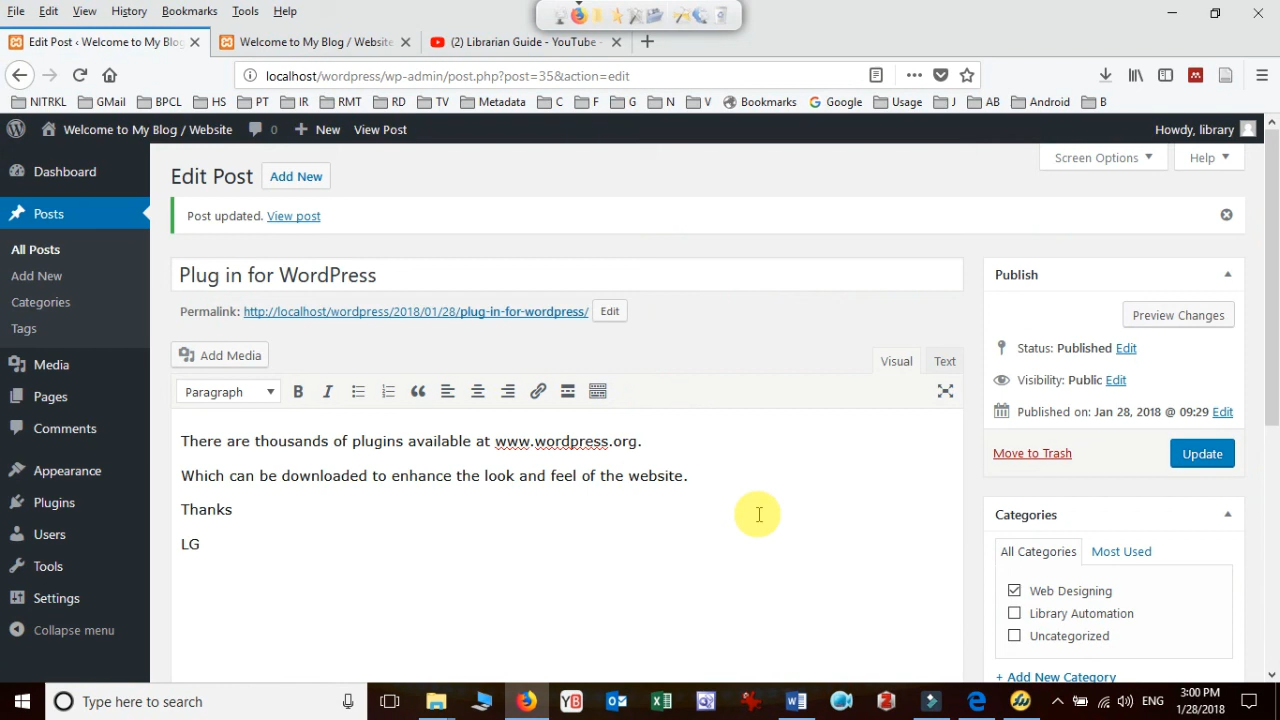 File Edit View History Bookmarks Tools Help
Edit Post ‹ Welcome to My Blog Welcome to My Blog / Website (2) Librarian Guide - YouTube -
localhost/wordpress/wp-admin/post.php?post=35&action=edit
NITRKL GMail BPCL HS PT IR RMT RD TV Metadata C F G N V Bookmarks Google Usage J AB Android B
Welcome to My Blog / Website 0 New View Post Howdy, library
Screen Options Help
Dashboard
Posts
All Posts
Add New
Categories
Tags
Media
Pages
Comments
Appearance
Plugins
Users
Tools
Settings
Collapse menu
Edit Post Add New
Post updated. View post
Plug in for WordPress
Permalink: http://localhost/wordpress/2018/01/28/plug-in-for-wordpress/ Edit
Add Media
Visual Text
Paragraph
There are thousands of plugins available at www.wordpress.org.
Which can be downloaded to enhance the look and feel of the website.
Thanks
LG
Publish
Preview Changes
Status: Published Edit
Visibility: Public Edit
Published on: Jan 28, 2018 @ 09:29 Edit
Move to Trash Update
Categories
All Categories Most Used
Web Designing
Library Automation
Uncategorized
+ Add New Category
Type here to search
ENG
3:00 PM
1/28/2018